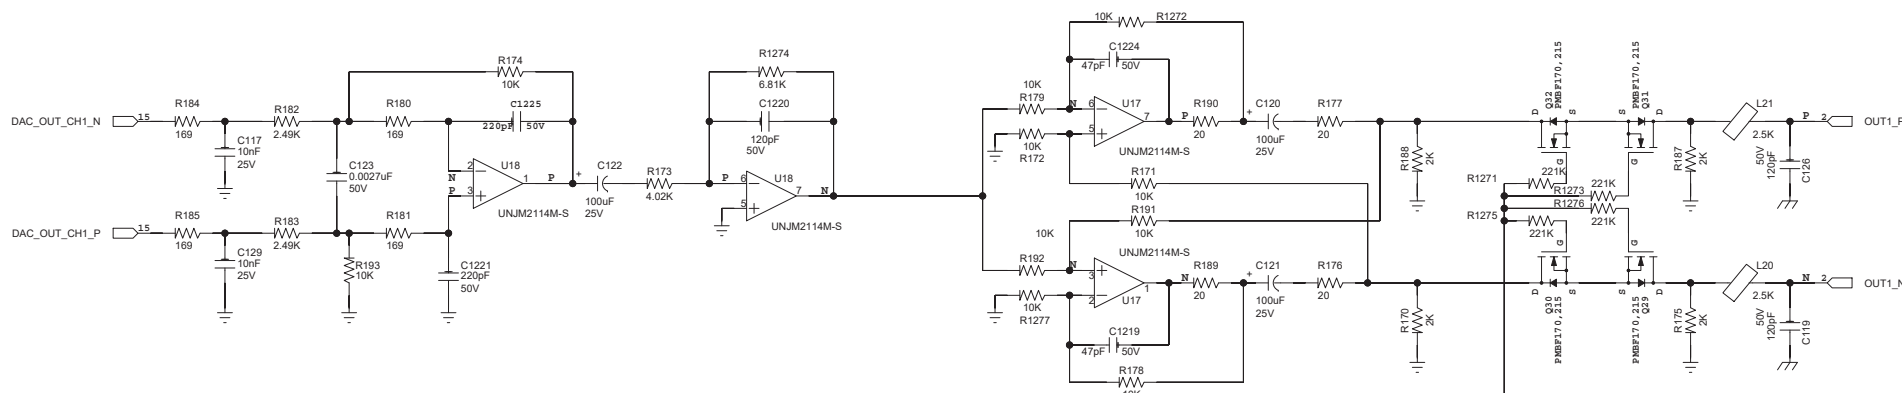 DAC_OUT_CH1_N
15
R184
169
C117
10nF
25V
R182
2.49K
R174
10K
R180
169
C1225
220pF 50V
C123
0.0027uF
50V
2
N
P
3
U18
1
P
UNJM2114M-S
DAC_OUT_CH1_P
15
R185
169
C129
10nF
25V
R183
2.49K
R181
169
R193
10K
C1221
220pF
50V
+
C122
100uF
25V
R173
4.02K
R1274
6.81K
C1220
120pF
50V
P
6
5
U18
7
N
UNJM2114M-S
10K
R1272
C1224
47pF
50V
10K
R179
N
6
5
10K
R172
U17
7
P
UNJM2114M-S
R190
20
+
C120
100uF
25V
R177
20
R171
10K
R191
10K
10K
R192
N
3
2
10K
R1277
UNJM2114M-S
U17
1
N
R189
20
+
C121
100uF
25V
R176
20
C1219
47pF
50V
R178
R188
2K
R170
2K
D
Q32
PMBF170,215
S
G
PMBF170,215
Q31
S
D
G
R1271
221K
R1273
221K
R1276
221K
R1275
221K
G
D
Q30
PMBF170,215
S
G
S
PMBF170,215
Q29
D
R187
2K
R175
2K
L21
2.5K
50V
120pF
C126
P
2
OUT1_P
L20
2.5K
50V
120pF
C119
N
2
OUT1_N